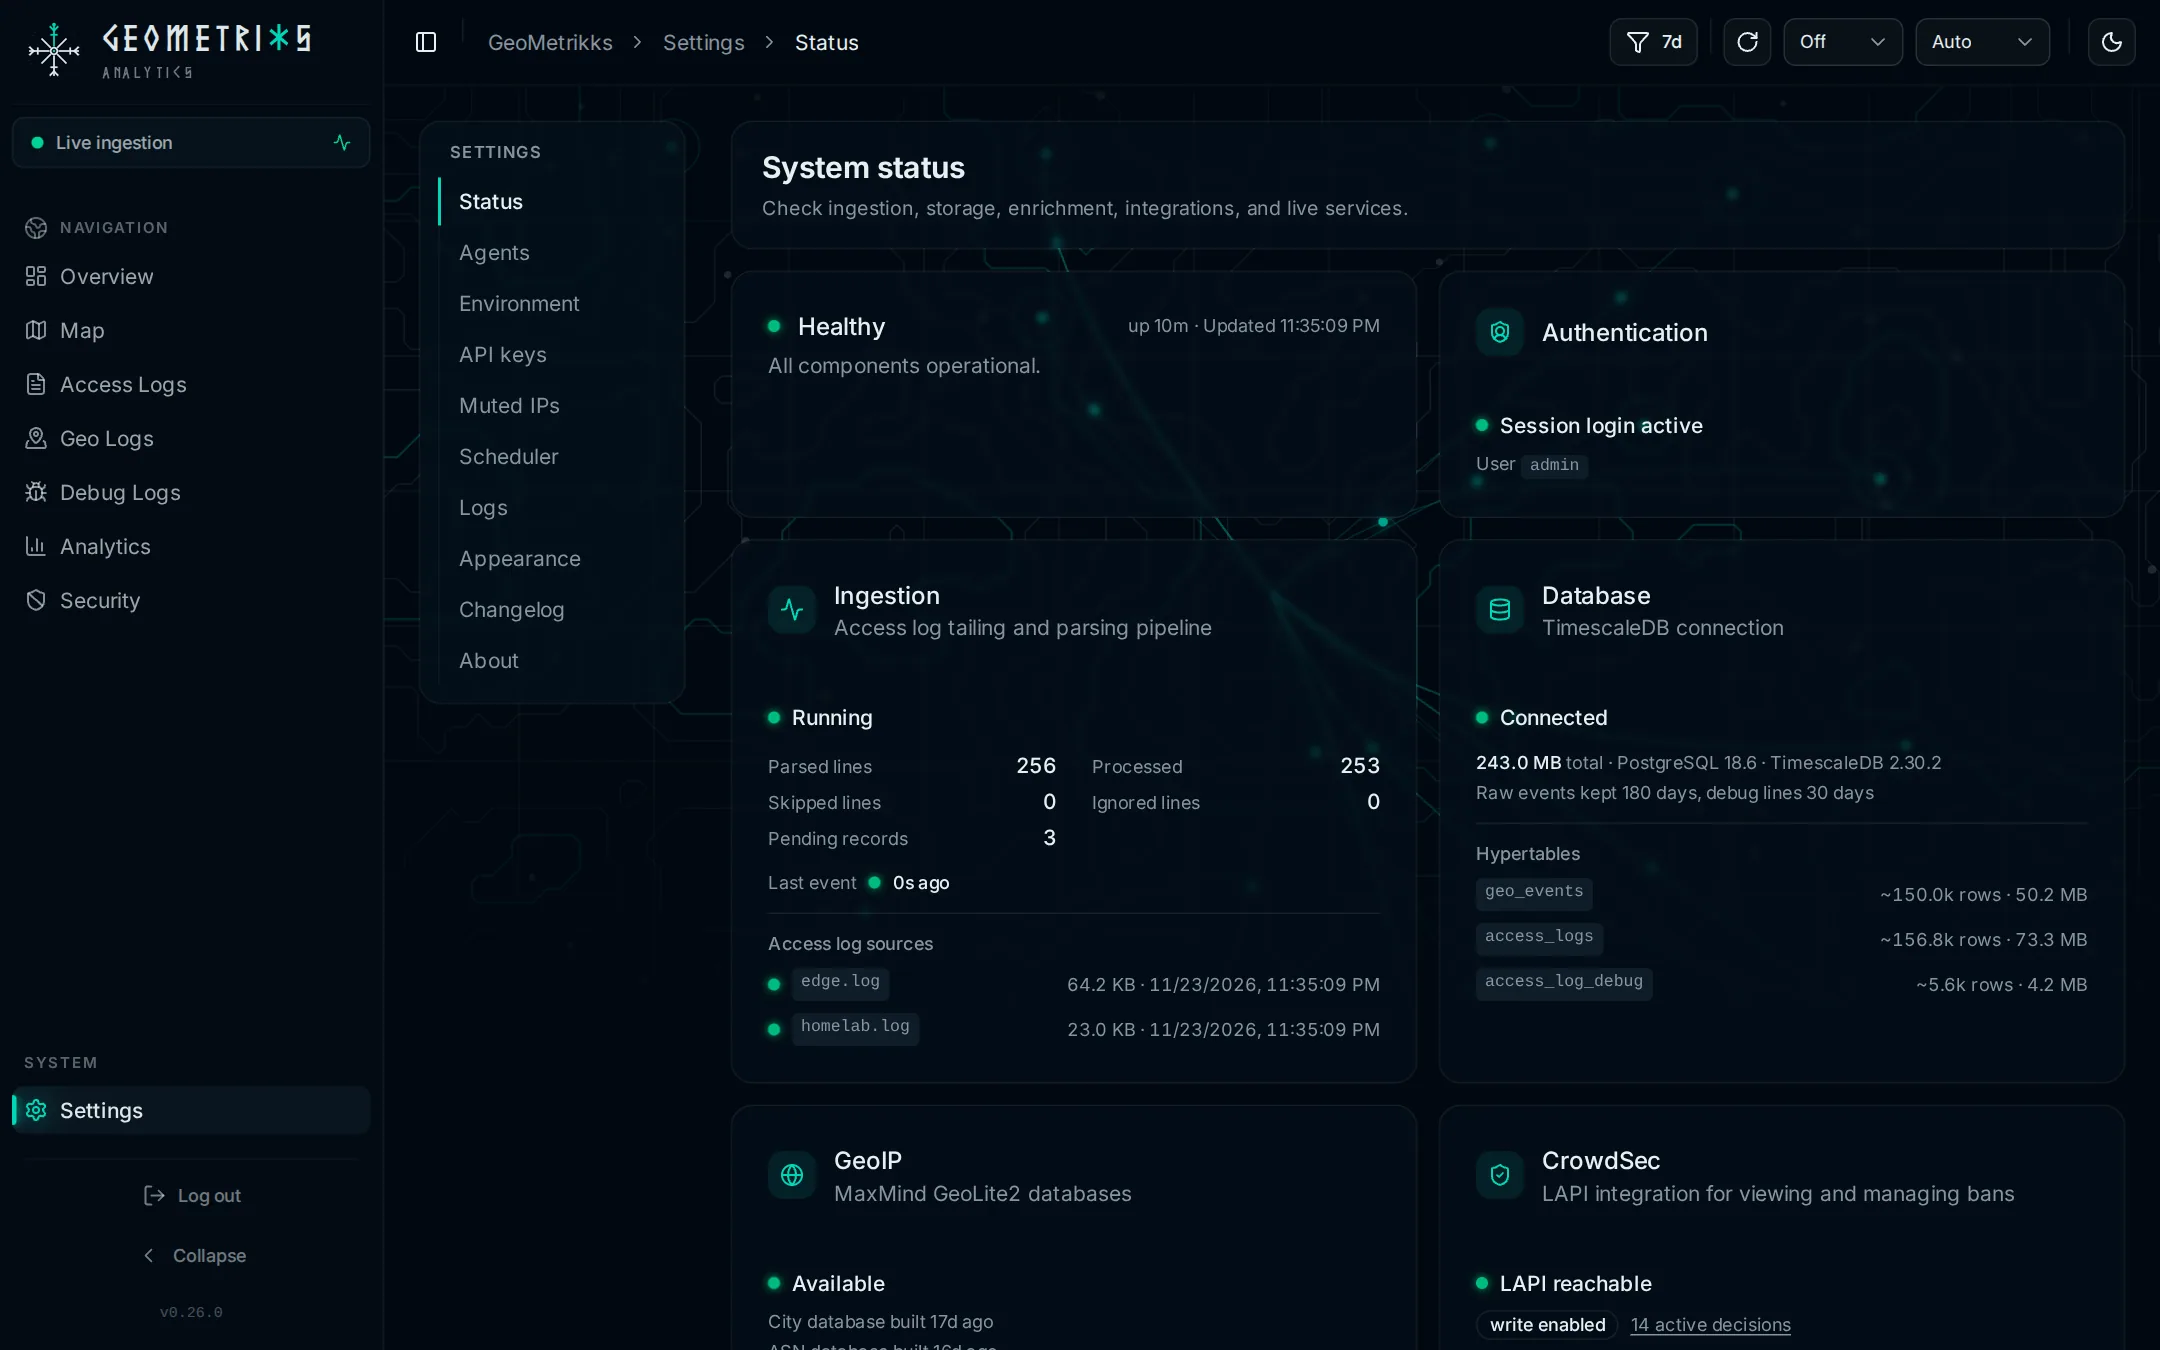 GEOMETRIKS
ANALYTICS
Live ingestion
NAVIGATION
Overview
Map
Access Logs
Geo Logs
Debug Logs
Analytics
Security
SYSTEM
Settings
Log out
Collapse
v0.26.0
GeoMetrikks > Settings > Status
7d
Off
Auto
SETTINGS
Status
Agents
Environment
API keys
Muted IPs
Scheduler
Logs
Appearance
Changelog
About
System status
Check ingestion, storage, enrichment, integrations, and live services.
Healthy
up 10m · Updated 11:35:09 PM
All components operational.
Authentication
Session login active
User admin
Ingestion
Access log tailing and parsing pipeline
Running
Parsed lines 256 Processed 253
Skipped lines 0 Ignored lines 0
Pending records 3
Last event 0s ago
Access log sources
edge.log 64.2 KB · 11/23/2026, 11:35:09 PM
homelab.log 23.0 KB · 11/23/2026, 11:35:09 PM
Database
TimescaleDB connection
Connected
243.0 MB total · PostgreSQL 18.6 · TimescaleDB 2.30.2
Raw events kept 180 days, debug lines 30 days
Hypertables
geo_events ~150.0k rows · 50.2 MB
access_logs ~156.8k rows · 73.3 MB
access_log_debug ~5.6k rows · 4.2 MB
GeoIP
MaxMind GeoLite2 databases
Available
City database built 17d ago
ASN database built 16d ago
CrowdSec
LAPI integration for viewing and managing bans
LAPI reachable
write enabled 14 active decisions